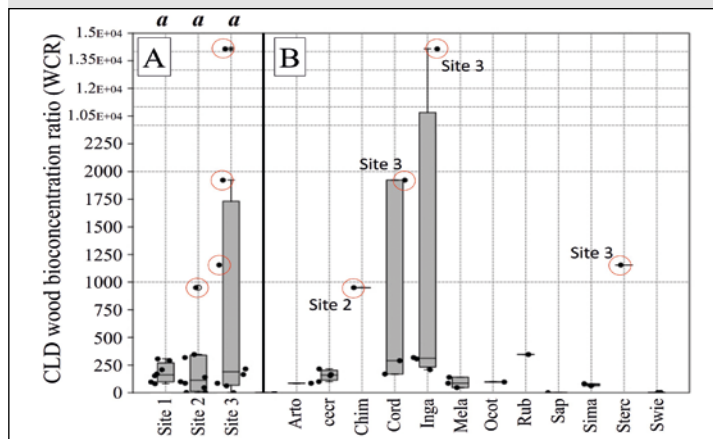 a a a
CLD wood bioconcentration ratio (WCR)
1.5E+04
1.35E+04
1.2E+04
1.05E+04
2250
2000
1750
1500
1250
1000
750
500
250
0
A
B
Site 3
Site 3
Site 3
Site 2
Site 1
Site 2
Site 3
Arto
cecr
Chim
Cord
Inga
Mela
Ocot
Rub
Sap
Sima
Sterc
Swie